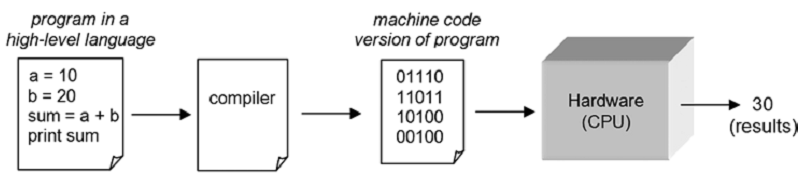 program in a
high-level language
a = 10
b = 20
sum = a + b
print sum
compiler
machine code
version of program
01110
11011
10100
00100
Hardware
(CPU)
30
(results)